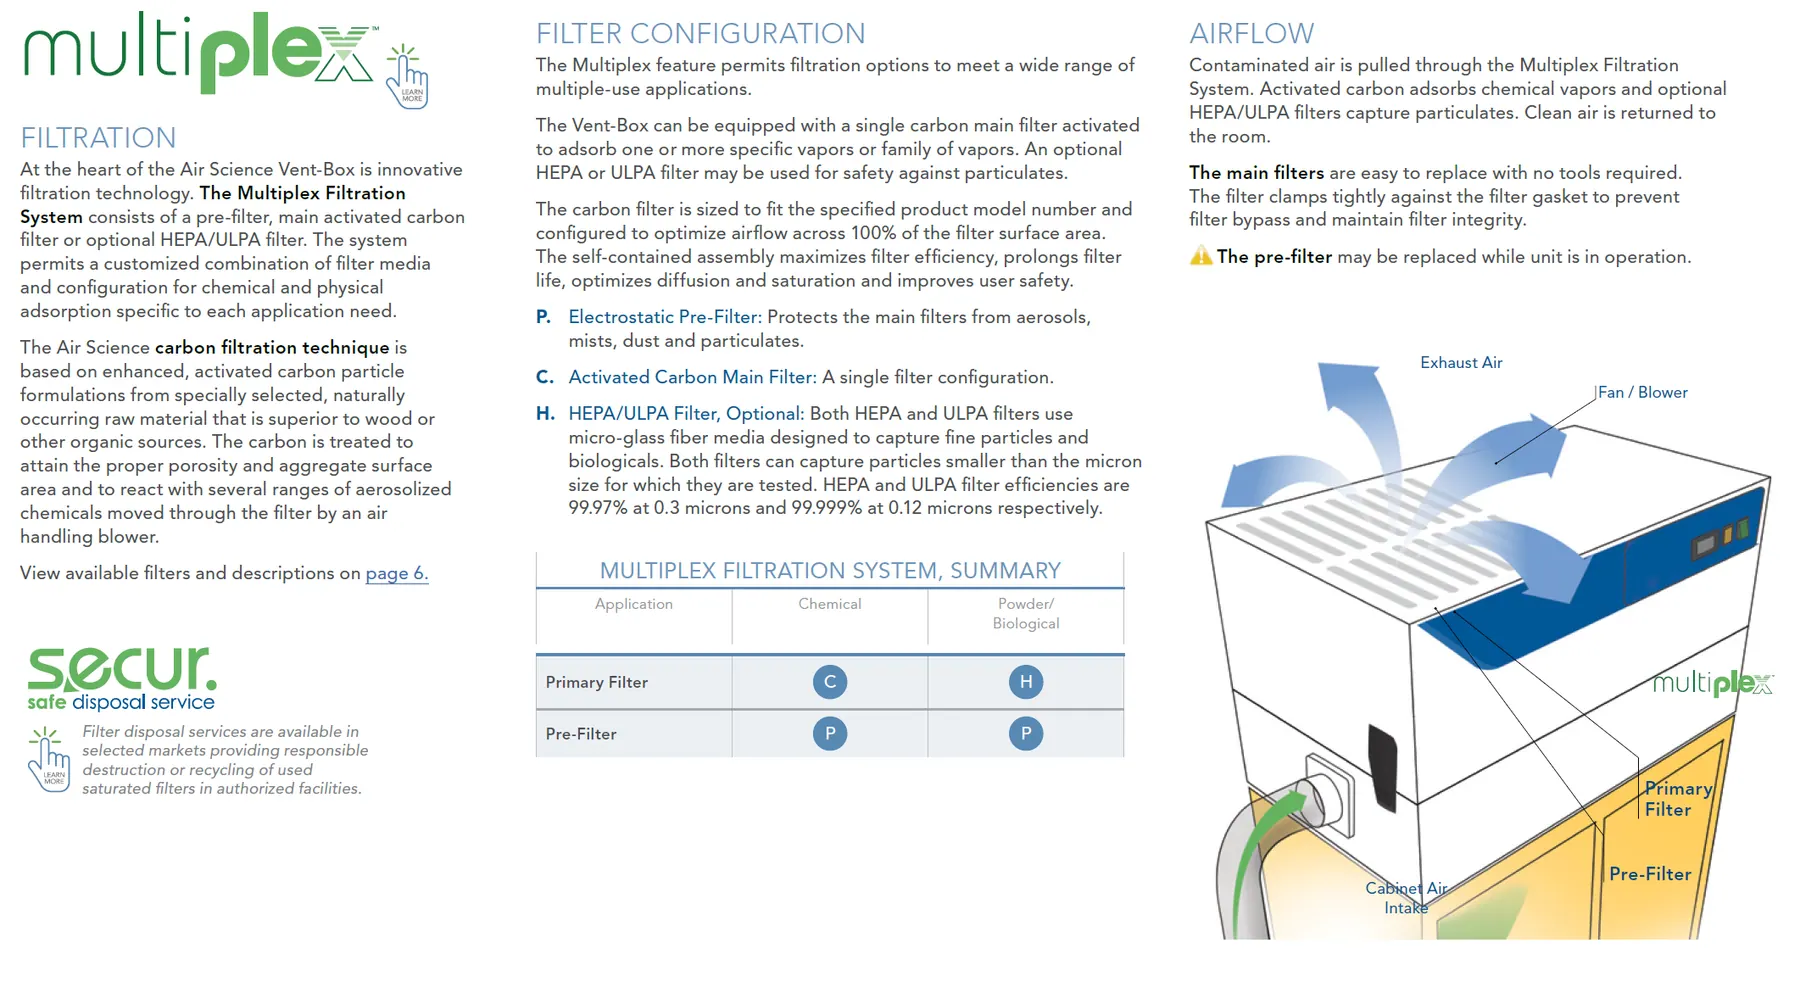 multiplex™
LEARN
MORE
FILTRATION
At the heart of the Air Science Vent-Box is innovative
filtration technology. The Multiplex Filtration
System consists of a pre-filter, main activated carbon
filter or optional HEPA/ULPA filter. The system
permits a customized combination of filter media
and configuration for chemical and physical
adsorption specific to each application need.
The Air Science carbon filtration technique is
based on enhanced, activated carbon particle
formulations from specially selected, naturally
occurring raw material that is superior to wood or
other organic sources. The carbon is treated to
attain the proper porosity and aggregate surface
area and to react with several ranges of aerosolized
chemicals moved through the filter by an air
handling blower.
View available filters and descriptions on page 6.
secur.
safe disposal service
LEARN
MORE
Filter disposal services are available in
selected markets providing responsible
destruction or recycling of used
saturated filters in authorized facilities.
FILTER CONFIGURATION
The Multiplex feature permits filtration options to meet a wide range of
multiple-use applications.
The Vent-Box can be equipped with a single carbon main filter activated
to adsorb one or more specific vapors or family of vapors. An optional
HEPA or ULPA filter may be used for safety against particulates.
The carbon filter is sized to fit the specified product model number and
configured to optimize airflow across 100% of the filter surface area.
The self-contained assembly maximizes filter efficiency, prolongs filter
life, optimizes diffusion and saturation and improves user safety.
P. Electrostatic Pre-Filter: Protects the main filters from aerosols,
mists, dust and particulates.
C. Activated Carbon Main Filter: A single filter configuration.
H. HEPA/ULPA Filter, Optional: Both HEPA and ULPA filters use
micro-glass fiber media designed to capture fine particles and
biologicals. Both filters can capture particles smaller than the micron
size for which they are tested. HEPA and ULPA filter efficiencies are
99.97% at 0.3 microns and 99.999% at 0.12 microns respectively.
MULTIPLEX FILTRATION SYSTEM, SUMMARY
Application Chemical Powder/
Biological
Primary Filter C H
Pre-Filter P P
AIRFLOW
Contaminated air is pulled through the Multiplex Filtration
System. Activated carbon adsorbs chemical vapors and optional
HEPA/ULPA filters capture particulates. Clean air is returned to
the room.
The main filters are easy to replace with no tools required.
The filter clamps tightly against the filter gasket to prevent
filter bypass and maintain filter integrity.
The pre-filter may be replaced while unit is in operation.
Exhaust Air
Fan / Blower
multiplex
Primary
Filter
Pre-Filter
Cabinet Air
Intake